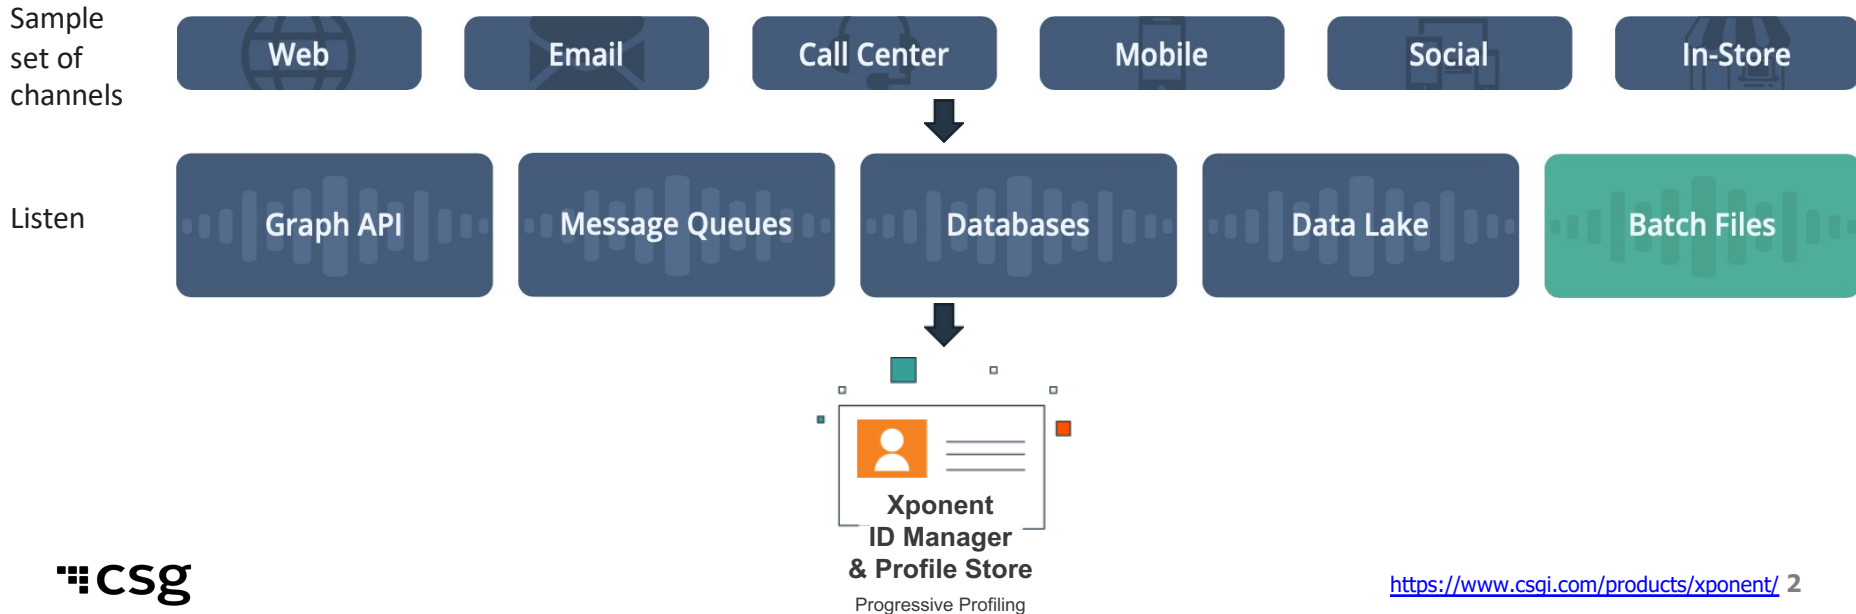 Sample
set of
channels
Web
Email
Call Center
Mobile
Social
In-Store
Listen
Graph API
Message Queues
Databases
Data Lake
Batch Files
Xponent
ID Manager
& Profile Store
Progressive Profiling
csg
https://www.csgi.com/products/xponent/ 2